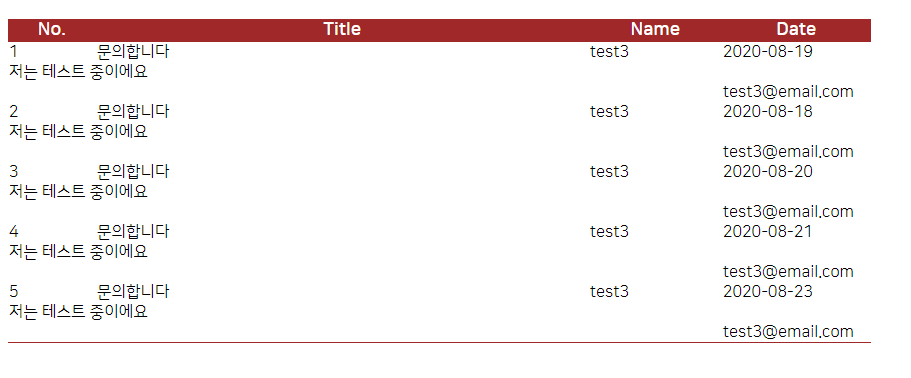 No. Title Name Date
1 문의합니다 test3 2020-08-19
저는 테스트 중이에요
test3@email.com
2 문의합니다 test3 2020-08-18
저는 테스트 중이에요
test3@email.com
3 문의합니다 test3 2020-08-20
저는 테스트 중이에요
test3@email.com
4 문의합니다 test3 2020-08-21
저는 테스트 중이에요
test3@email.com
5 문의합니다 test3 2020-08-23
저는 테스트 중이에요
test3@email.com